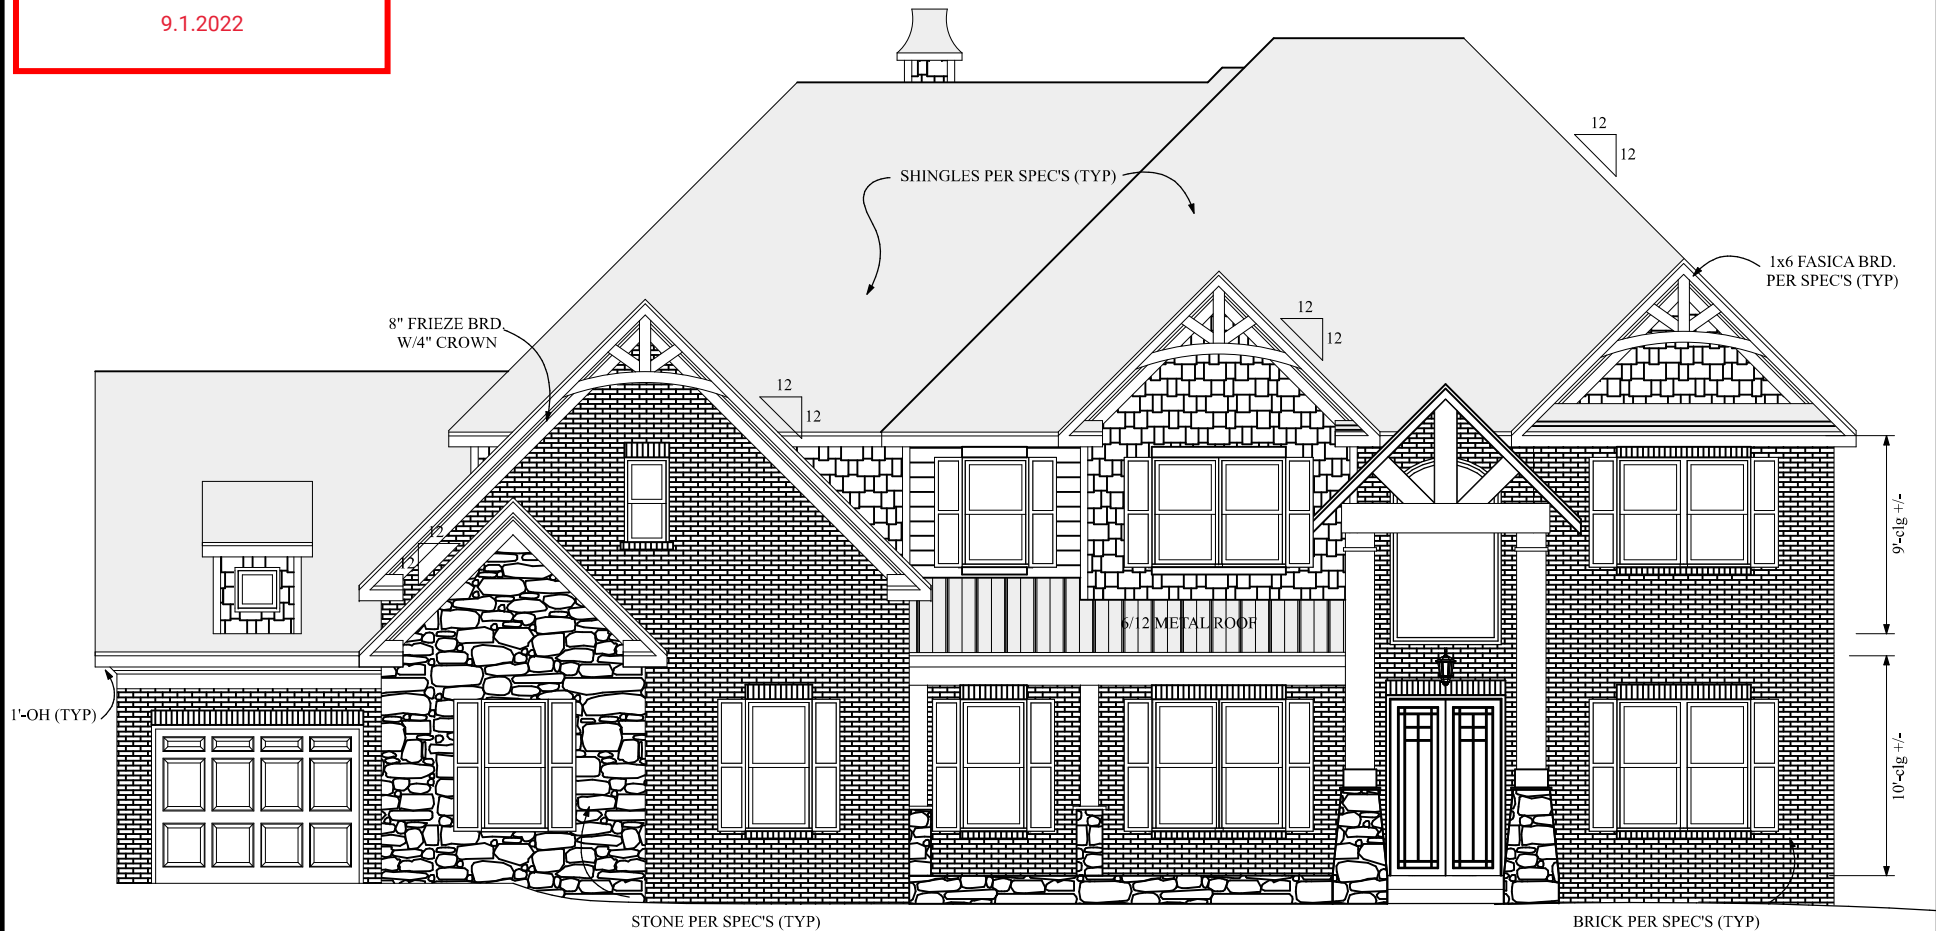 9.1.2022
12
12
SHINGLES PER SPEC'S (TYP)
1x6 FASICA BRD.
PER SPEC'S (TYP)
12
12
8" FRIEZE BRD.
W/4" CROWN
12
12
12
12
9'-clg +/-
6/12 METAL ROOF
1'-OH (TYP)
10'-clg +/-
STONE PER SPEC'S (TYP)
BRICK PER SPEC'S (TYP)